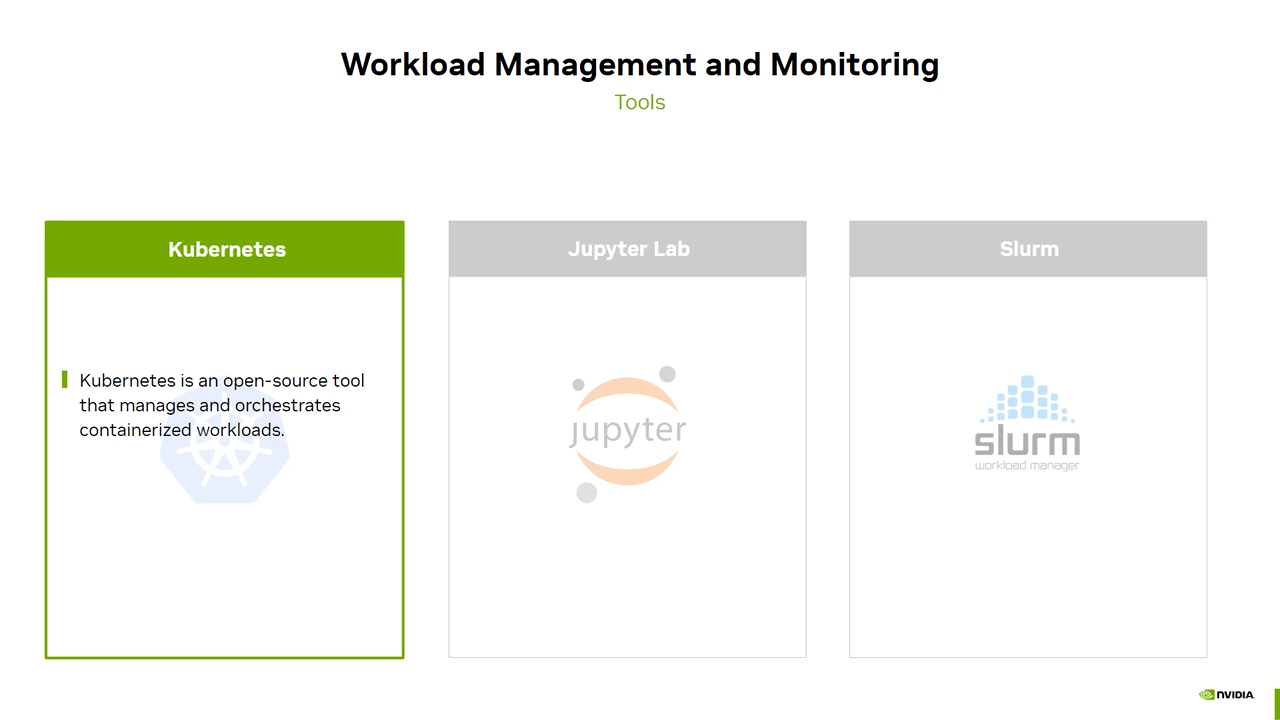 Workload Management and Monitoring
Tools
Kubernetes
Kubernetes is an open-source tool
that manages and orchestrates
containerized workloads.
Jupyter Lab
jupyter
Slurm
slurm
workload manager
NVIDIA.